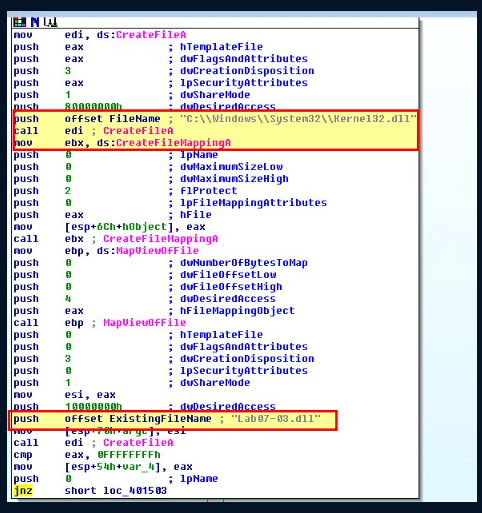 mov edi, ds:CreateFileA
push eax ; hTemplateFile
push eax ; dwFlagsAndAttributes
push 3 ; dwCreationDisposition
push eax ; lpSecurityAttributes
push 1 ; dwShareMode
push 80000000h ; dwDesiredAccess
push offset FileName ; "C:\\Windows\\System32\\Kernel32.dll"
call edi ; CreateFileA
mov ebx, ds:CreateFileMappingA
push 0 ; lpName
push 0 ; dwMaximumSizeLow
push 0 ; dwMaximumSizeHigh
push 2 ; flProtect
push 0 ; lpFileMappingAttributes
push eax ; hFile
mov [esp+6Ch+hObject], eax
call ebx ; CreateFileMappingA
mov ebp, ds:MapViewOfFile
push 0 ; dwNumberOfBytesToMap
push 0 ; dwFileOffsetLow
push 0 ; dwFileOffsetHigh
push 4 ; dwDesiredAccess
push eax ; hFileMappingObject
call ebp ; MapViewOfFile
push 0 ; hTemplateFile
push 0 ; dwFlagsAndAttributes
push 3 ; dwCreationDisposition
push 0 ; lpSecurityAttributes
push 1 ; dwShareMode
mov esi, eax
push 10000000h ; dwDesiredAccess
push offset ExistingFileName ; "Lab07-03.dll"
mov [esp+70h+argc], esi
call edi ; CreateFileA
cmp eax, 0FFFFFFFFh
mov [esp+54h+var_4], eax
push 0 ; lpName
jnz short loc_401503